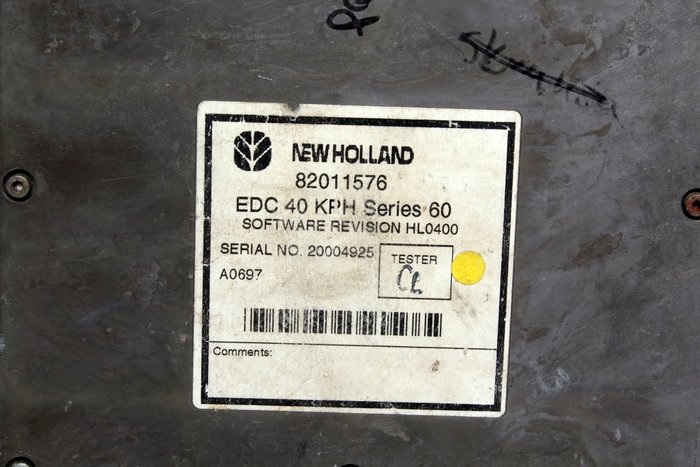 NEW HOLLAND
82011576
EDC 40 KPH Series 60
SOFTWARE REVISION HL0400
SERIAL NO. 20004925
TESTER
CL
A0697
Comments: